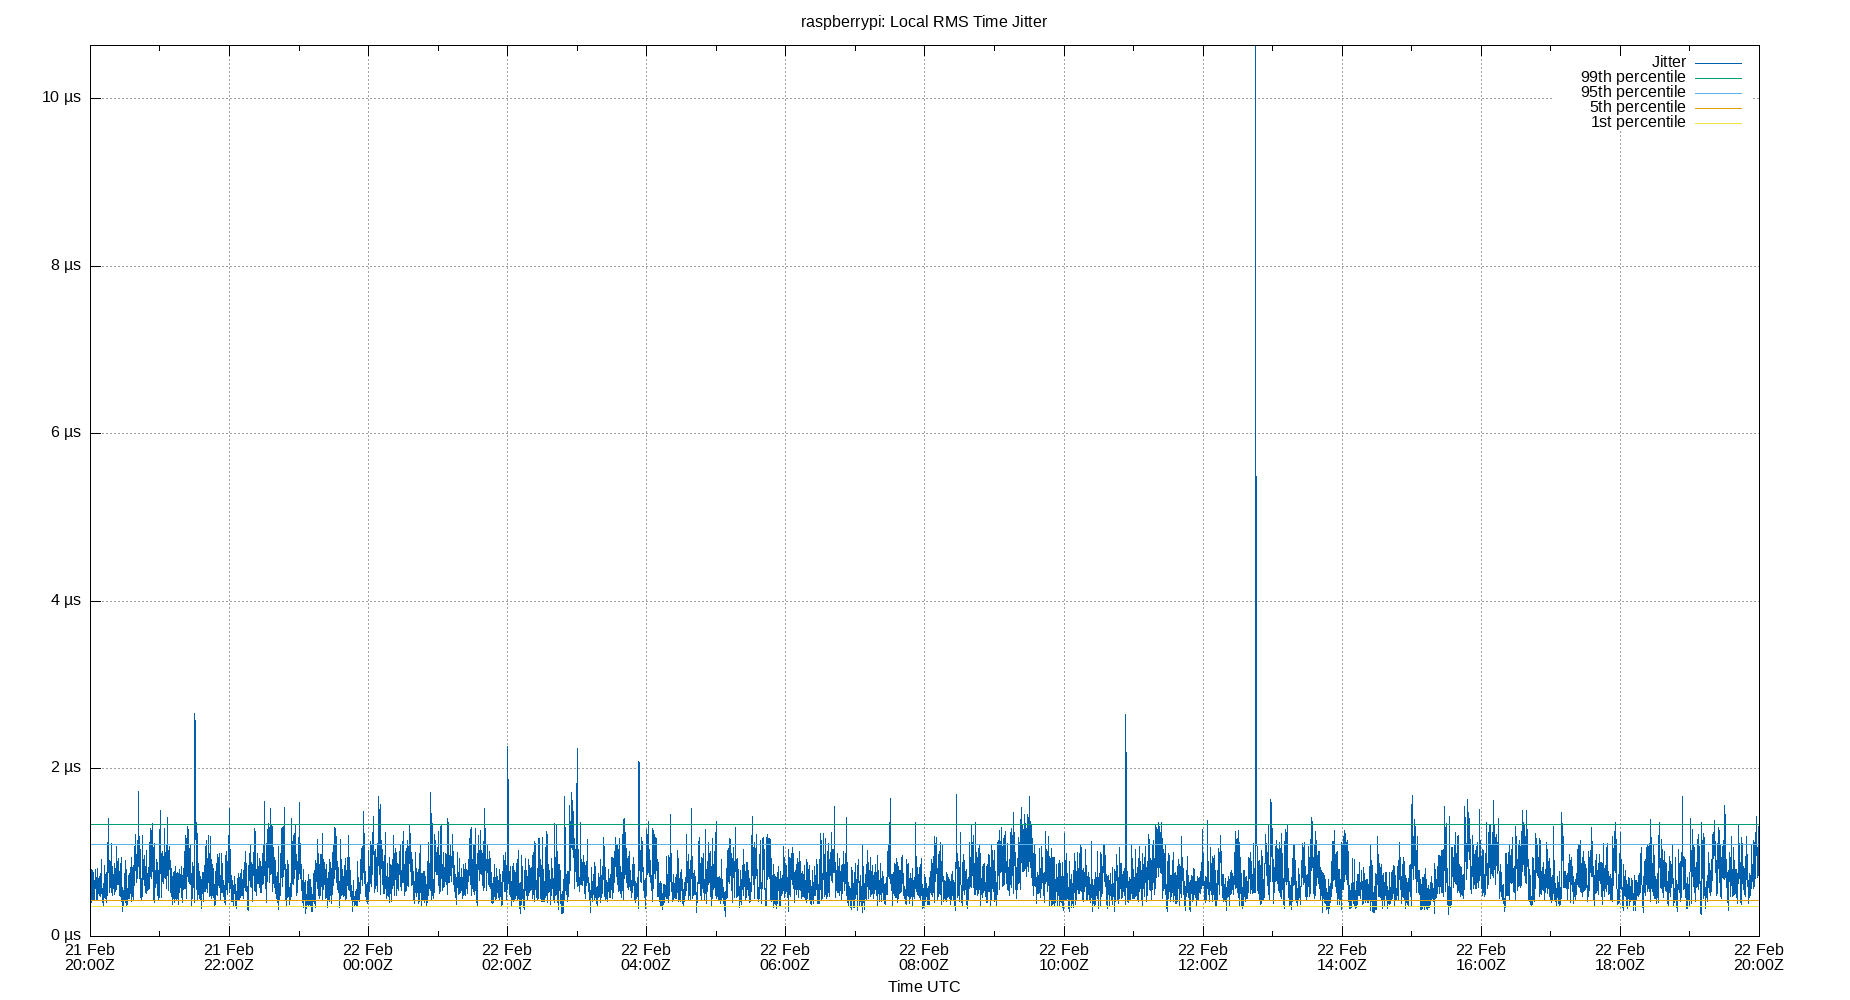 raspberrypi: Local RMS Time Jitter
Jitter
99th percentile
95th percentile
5th percentile
1st percentile
10 µs
8 µs
6 µs
4 µs
2 µs
0 µs
21 Feb 21 Feb 22 Feb 22 Feb 22 Feb 22 Feb 22 Feb 22 Feb 22 Feb 22 Feb 22 Feb 22 Feb 22 Feb
20:00Z 22:00Z 00:00Z 02:00Z 04:00Z 06:00Z 08:00Z 10:00Z 12:00Z 14:00Z 16:00Z 18:00Z 20:00Z
Time UTC